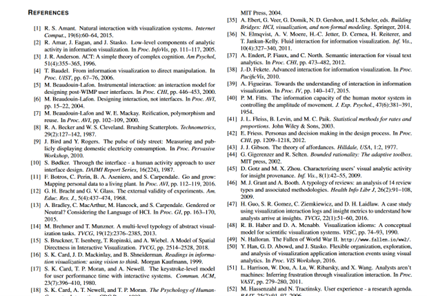 REFERENCES
[1] R. S. Amant. Natural interaction with visualization systems. Internet
Comput., 19(6):60–64, 2015.
[2] R. Amar, J. Eagan, and J. Stasko. Low-level components of analytic
activity in information visualization. In Proc. InfoVis, pp. 111–117, 2005.
[3] J. R. Anderson. ACT: A simple theory of complex cognition. Am Psychol,
51(4):355–365, 1996.
[4] T. Baudel. From information visualization to direct manipulation. In
Proc. UIST, pp. 67–76, 2006.
[5] M. Beaudouin-Lafon. Instrumental interaction: an interaction model for
designing post-WIMP user interfaces. In Proc. CHI, pp. 446–453, 2000.
[6] M. Beaudouin-Lafon. Designing interaction, not interfaces. In Proc. AVI,
pp. 15–22, 2004.
[7] M. Beaudouin-Lafon and W. E. Mackay. Reification, polymorphism and
reuse. In Proc. AVI, pp. 102–109, 2000.
[8] R. A. Becker and W. S. Cleveland. Brushing Scatterplots. Technometrics,
29(2):127–142, 1987.
[9] J. Bird and Y. Rogers. The pulse of tidy street: Measuring and
publicly displaying domestic electricity consumption. In Proc. Pervasive
Workshop, 2010.
[10] S. Bødker. Through the interface - a human activity approach to user
interface design. DAIMI Report Series, 16(224), 1987.
[11] F. Botros, C. Perin, B. A. Aseniero, and S. Carpendale. Go and grow:
Mapping personal data to a living plant. In Proc. AVI, pp. 112–119, 2016.
[12] G. H. Bracht and G. V. Glass. The external validity of experiments. Am
Educ. Res. J., 5(4):437–474, 1968.
[13] A. Bradley, C. MacArthur, M. Hancock, and S. Carpendale. Gendered or
Neutral? Considering the Language of HCI. In Proc. GI, pp. 163–170,
2015.
[14] M. Brehmer and T. Munzner. A multi-level typology of abstract visualization
tasks. TVCG, 19(12):2376–2385, 2013.
[15] S. Bruckner, T. Isenberg, T. Ropinski, and A. Wiebel. A Model of Spatial
Directness in Interactive Visualization. TVCG, pp. 2514–2528, 2018.
[16] S. K. Card, J. D. Mackinlay, and B. Shneiderman. Readings in information
visualization: using vision to think. Morgan Kaufmann, 1999.
[17] S. K. Card, T. P. Moran, and A. Newell. The keystroke-level model
for user performance time with interactive systems. Commun. ACM,
23(7):396–410, 1980.
[18] S. K. Card, A. T. Newell, and T. P. Moran. The Psychology of Human-
MIT Press, 2004.
[35] A. Ebert, G. Veer, G. Domik, N. D. Gershon, and I. Scheler, eds. Building
Bridges: HCI, visualization, and non-formal modeling. Springer, 2014.
[36] N. Elmqvist, A. V. Moere, H.-C. Jetter, D. Cernea, H. Reiterer, and
T. Jankun-Kelly. Fluid interaction for information visualization. Inf. Vis.,
10(4):327–340, 2011.
[37] A. Endert, P. Fiaux, and C. North. Semantic interaction for visual text
analytics. In Proc. CHI, pp. 473–482, 2012.
[38] J.-D. Fekete. Advanced interaction for information visualization. In Proc.
PacificVis, 2010.
[39] A. Figueiras. Towards the understanding of interaction in information
visualization. In Proc. IV, pp. 140–147, 2015.
[40] P. M. Fitts. The information capacity of the human motor system in
controlling the amplitude of movement. J. Exp. Psychol., 47(6):381–391,
1954.
[41] J. L. Fleiss, B. Levin, and M. C. Paik. Statistical methods for rates and
proportions. John Wiley & Sons, 2003.
[42] E. Friess. Personas and decision making in the design process. In Proc.
CHI, pp. 1209–1218, 2012.
[43] J. J. Gibson. The theory of affordances. Hilldale, USA, 1:2, 1977.
[44] G. Gigerenzer and R. Selten. Bounded rationality: The adaptive toolbox.
MIT press, 2002.
[45] D. Gotz and M. X. Zhou. Characterizing users' visual analytic activity
for insight provenance. Inf. Vis., 8(1):42–55, 2009.
[46] M. J. Grant and A. Booth. A typology of reviews: an analysis of 14 review
types and associated methodologies. Health Info Libr J, 26(2):91–108,
2009.
[47] H. Guo, S. R. Gomez, C. Ziemkiewicz, and D. H. Laidlaw. A case study
using visualization interaction logs and insight metrics to understand how
analysts arrive at insights. TVCG, 22(1):51–60, 2016.
[48] R. B. Haber and D. A. McNabb. Visualization idioms: A conceptual
model for scientific visualization systems. VISC, pp. 74–93, 1990.
[49] N. Halloran. The Fallen of World War II. http://www.fallen.io/ww2/.
[50] Y. Han, G. D. Abowd, and J. Stasko. Flexible organization, exploration,
and analysis of visualization application interaction events using visual
analytics. In Proc. VIS Workshop, 2016.
[51] L. Harrison, W. Dou, A. Lu, W. Ribarsky, and X. Wang. Analysts aren't
machines: Inferring frustration through visualization interaction. In Proc.
VAST, pp. 279–280, 2011.
[52] M. Hassenzahl and N. Tractinsky. User experience - a research agenda.